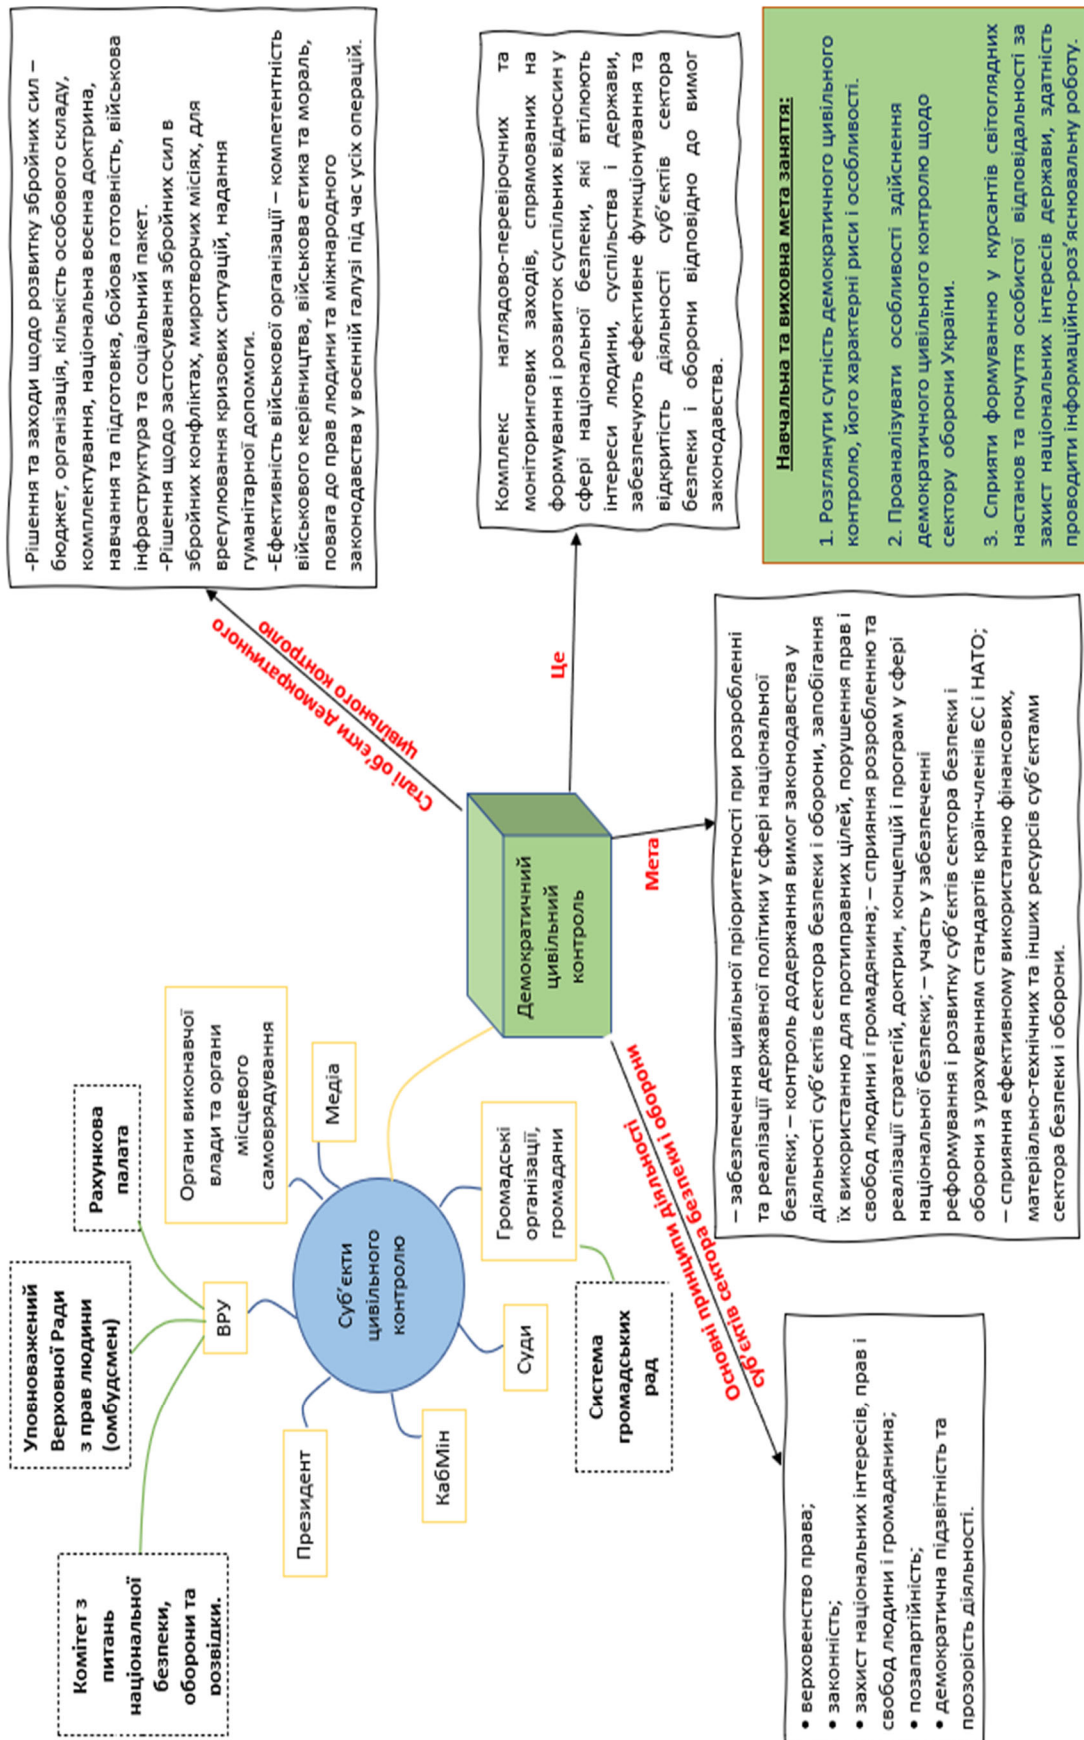 Комітет з
питань
національної
безпеки,
оборони та
розвідки.
Уповноважений
Верховної Ради
з прав людини
(омбудсмен)
Рахункова
палата
ВРУ
Органи виконавчої
влади та органи
місцевого
самоврядування
Президент
Медіа
Суб’єкти
цивільного
контролю
КабМін
Суди
Громадські
організації,
громадяни
Система
громадських
рад
Демократичний
цивільний
контроль
Сталі об’єкти демократичного
цивільного контролю
-Рішення та заходи щодо розвитку збройних сил –
бюджет, організація, кількість особового складу,
комплектування, національна воєнна доктрина,
навчання та підготовка, бойова готовність, військова
інфраструктура та соціальний пакет.
-Рішення щодо застосування збройних сил в
збройних конфліктах, миротворчих місіях, для
врегулювання кризових ситуацій, надання
гуманітарної допомоги.
-Ефективність військової організації – компетентність
військового керівництва, військова етика та мораль,
повага до прав людини та міжнародного
законодавства у воєнній галузі під час усіх операцій.
Це
Комплекс наглядово-перевірочних та
моніторингових заходів, спрямованих на
формування і розвиток суспільних відносин у
сфері національної безпеки, які втілюють
інтереси людини, суспільства і держави,
забезпечують ефективне функціонування та
відкритість діяльності суб’єктів сектора
безпеки і оборони відповідно до вимог
законодавства.
Мета
– забезпечення цивільної пріоритетності при розробленні
та реалізації державної політики у сфері національної
безпеки; – контроль додержання вимог законодавства у
діяльності суб’єктів сектора безпеки і оборони, запобігання
їх використанню для протиправних цілей, порушення прав і
свобод людини і громадянина; – сприяння розробленню та
реалізації стратегій, доктрин, концепцій і програм у сфері
національної безпеки; – участь у забезпеченні
реформування і розвитку суб’єктів сектора безпеки і
оборони з урахуванням стандартів країн-членів ЄС і НАТО;
– сприяння ефективному використанню фінансових,
матеріально-технічних та інших ресурсів суб’єктами
сектора безпеки і оборони.
Основні принципи діяльності
суб’єктів сектора безпеки і оборони
• верховенство права;
• законність;
• захист національних інтересів, прав і
свобод людини і громадянина;
• позапартійність;
• демократична підзвітність та
прозорість діяльності.
Навчальна та виховна мета заняття:
1. Розглянути сутність демократичного цивільного
контролю, його характерні риси і особливості.
2. Проаналізувати особливості здійснення
демократичного цивільного контролю щодо
сектору оборони України.
3. Сприяти формуванню у курсантів світоглядних
настанов та почуття особистої відповідальності за
захист національних інтересів держави, здатність
проводити інформаційно-роз’яснювальну роботу.